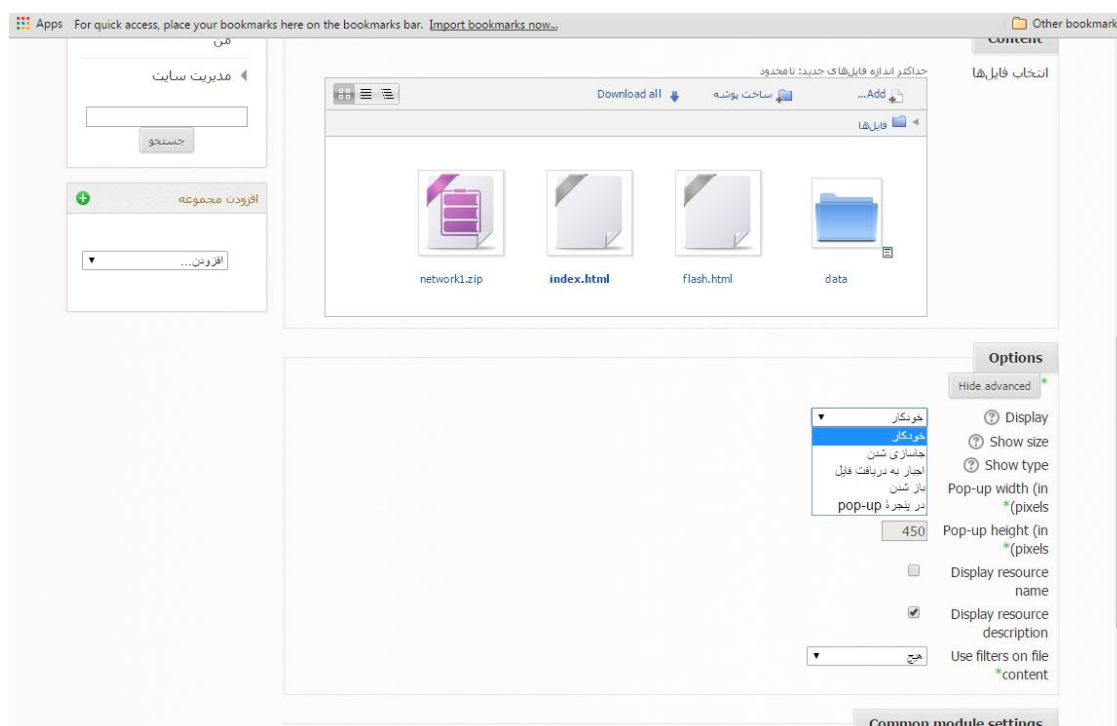 Apps For quick access, place your bookmarks here on the bookmarks bar. Import bookmarks now...
Other bookmark
من
مدیریت سایت
جستجو
افزودن مجموعه
افزودن...
Content
انتخاب فایل‌ها
حداکثر اندازه فایل‌های جدید: نامحدود
Add...
ساخت پوشه
Download all
فایل‌ها
data
flash.html
index.html
network1.zip
Options
Hide advanced *
Display
خودکار
خودکار
جاسازی شدن
اجبار به دریافت فایل
باز شدن
در پنجرهٔ pop-up
Show size
Show type
Pop-up width (in
*(pixels
Pop-up height (in
*(pixels
450
Display resource
name
Display resource
description
Use filters on file
*content
هیچ
Common module settings